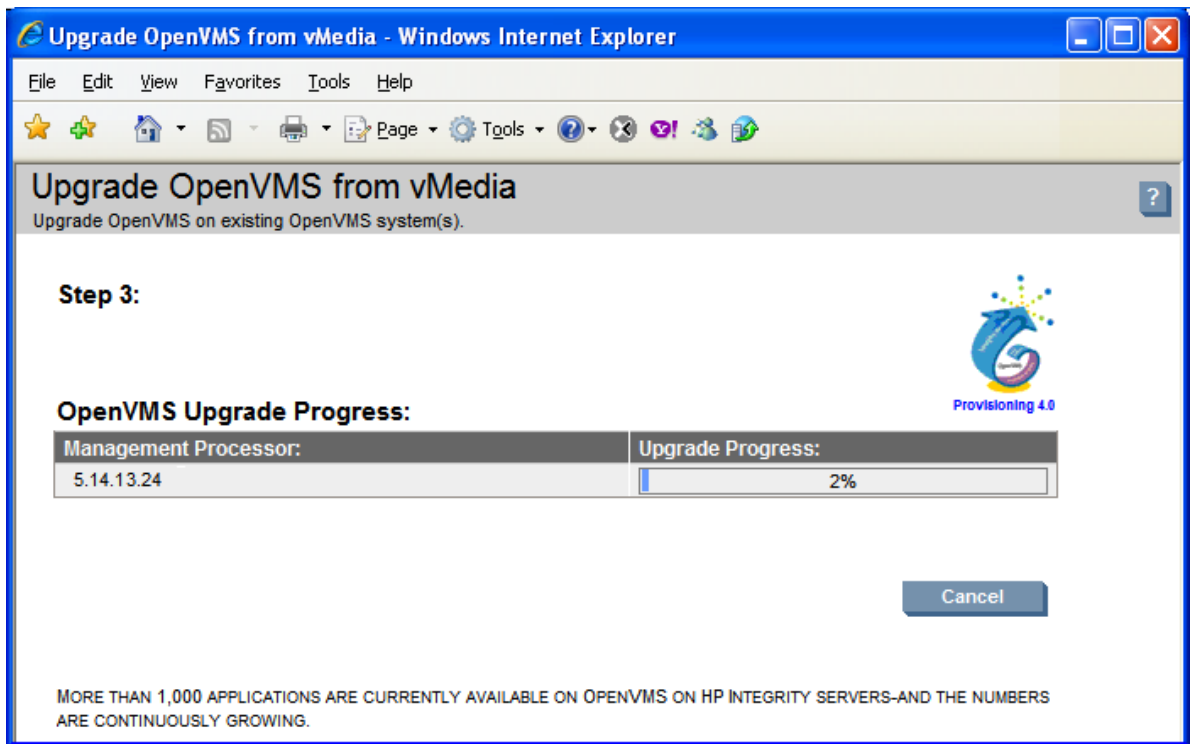 Upgrade OpenVMS from vMedia - Windows Internet Explorer
File Edit View Favorites Tools Help
Page Tools
Upgrade OpenVMS from vMedia
Upgrade OpenVMS on existing OpenVMS system(s).
?
Step 3:
Provisioning 4.0
OpenVMS Upgrade Progress:
Management Processor: Upgrade Progress:
5.14.13.24 2%
Cancel
MORE THAN 1,000 APPLICATIONS ARE CURRENTLY AVAILABLE ON OPENVMS ON HP INTEGRITY SERVERS-AND THE NUMBERS
ARE CONTINUOUSLY GROWING.